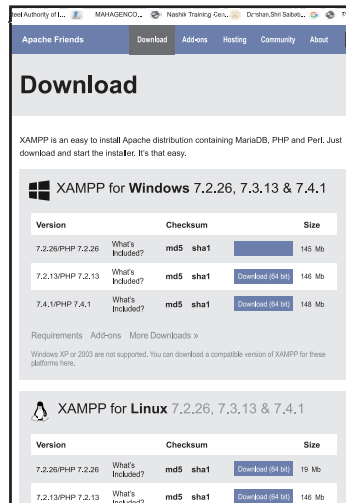 MAHAGENCO... Nashik Training Cen... Darshan,Shri Saibab...
Apache Friends Download Add-ons Hosting Community About
Download
XAMPP is an easy to install Apache distribution containing MariaDB, PHP and Perl. Just
download and start the installer. It's that easy.
XAMPP for Windows 7.2.26, 7.3.13 & 7.4.1
Version Checksum Size
7.2.26/PHP 7.2.26 What's Included? md5 sha1 145 Mb
7.2.13/PHP 7.2.13 What's Included? md5 sha1 Download (64 bit) 146 Mb
7.4.1/PHP 7.4.1 What's Included? md5 sha1 Download (64 bit) 148 Mb
Requirements Add-ons More Downloads »
Windows XP or 2003 are not supported. You can download a compatible version of XAMPP for these
platforms here.
XAMPP for Linux 7.2.26, 7.3.13 & 7.4.1
Version Checksum Size
7.2.26/PHP 7.2.26 What's Included? md5 sha1 Download (64 bit) 19 Mb
7.2.13/PHP 7.2.13 What's Included? md5 sha1 Download (64 bit) 146 Mb